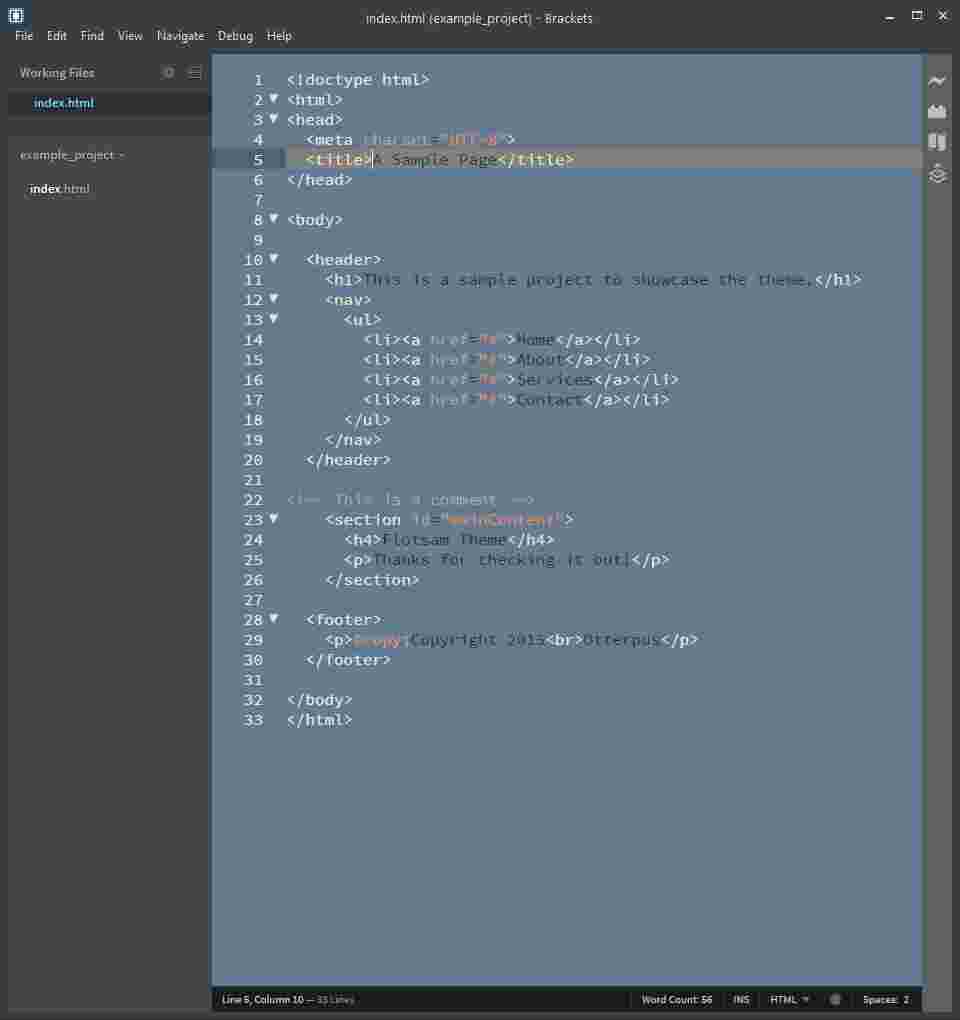 index.html (example_project) - Brackets
File Edit Find View Navigate Debug Help
Working Files
index.html
example_project
index.html
1 <!doctype html>
2 <html>
3 <head>
4 <meta charset="UTF-8">
5 <title>A Sample Page</title>
6 </head>
7
8 <body>
9
10 <header>
11 <h1>This is a sample project to showcase the theme.</h1>
12 <nav>
13 <ul>
14 <li><a href="#">Home</a></li>
15 <li><a href="#">About</a></li>
16 <li><a href="#">Services</a></li>
17 <li><a href="#">Contact</a></li>
18 </ul>
19 </nav>
20 </header>
21
22 <!-- This is a comment -->
23 <section id="mainContent">
24 <h4>Flotsam Theme</h4>
25 <p>Thanks for checking it out!</p>
26 </section>
27
28 <footer>
29 <p>&copy;Copyright 2015<br>Otterpus</p>
30 </footer>
31
32 </body>
33 </html>
Line 5, Column 10 — 33 Lines
Word Count: 56 INS HTML Spaces: 2